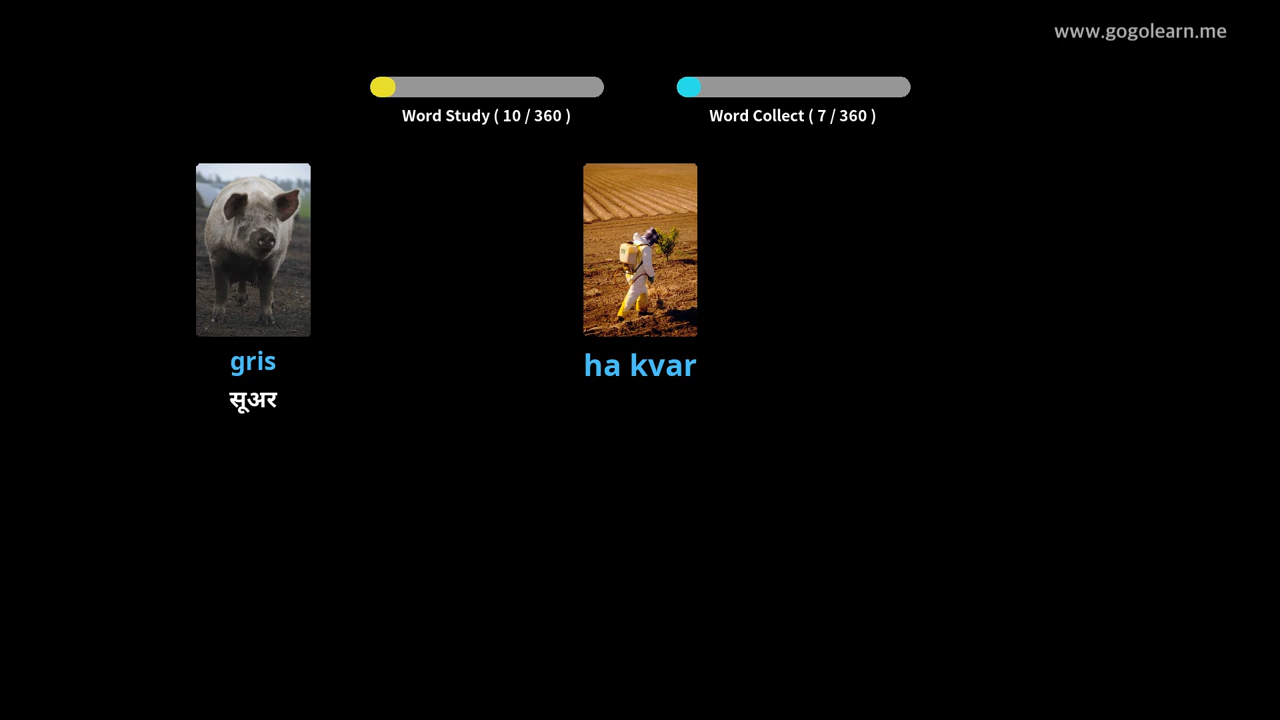 www.gogolearn.me
Word Study ( 10 / 360 )
Word Collect ( 7 / 360 )
gris
सूअर
ha kvar